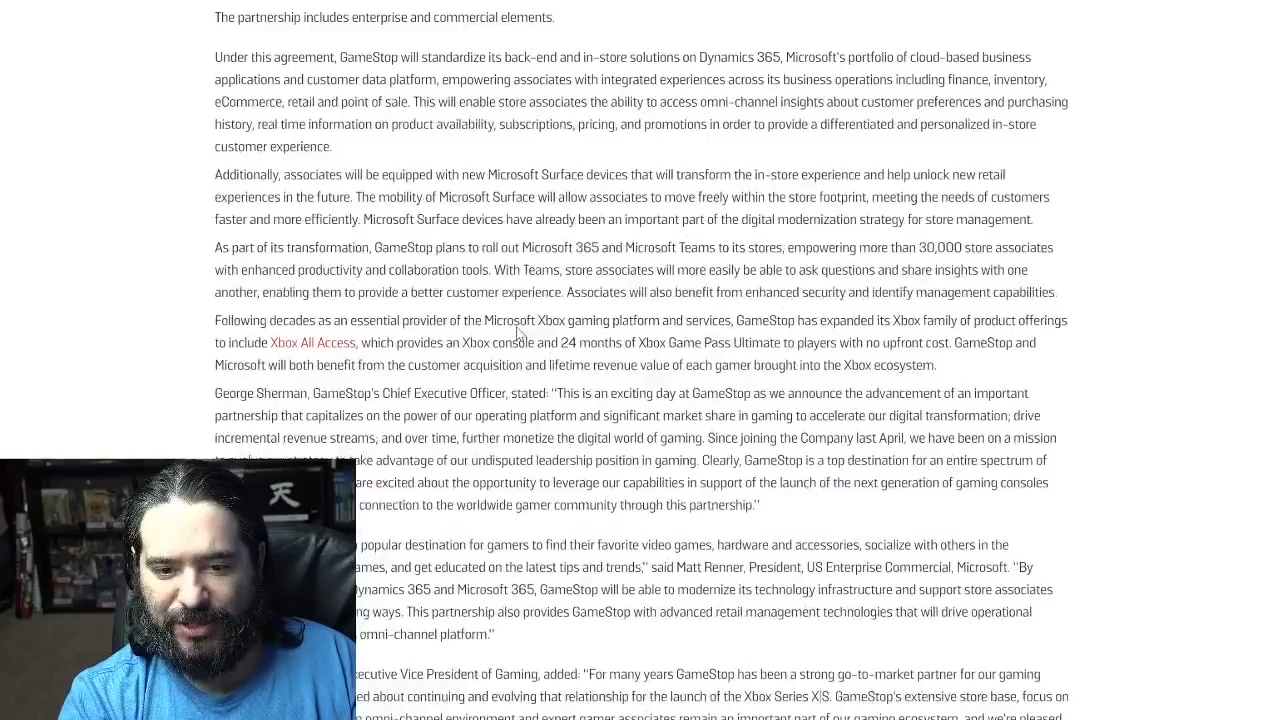 The partnership includes enterprise and commercial elements.
Under this agreement, GameStop will standardize its back-end and in-store solutions on Dynamics 365, Microsoft's portfolio of cloud-based business
applications and customer data platform, empowering associates with integrated experiences across its business operations including finance, inventory,
eCommerce, retail and point of sale. This will enable store associates the ability to access omni-channel insights about customer preferences and purchasing
history, real time information on product availability, subscriptions, pricing, and promotions in order to provide a differentiated and personalized in-store
customer experience.
Additionally, associates will be equipped with new Microsoft Surface devices that will transform the in-store experience and help unlock new retail
experiences in the future. The mobility of Microsoft Surface will allow associates to move freely within the store footprint, meeting the needs of customers
faster and more efficiently. Microsoft Surface devices have already been an important part of the digital modernization strategy for store management.
As part of its transformation, GameStop plans to roll out Microsoft 365 and Microsoft Teams to its stores, empowering more than 30,000 store associates
with enhanced productivity and collaboration tools. With Teams, store associates will more easily be able to ask questions and share insights with one
another, enabling them to provide a better customer experience. Associates will also benefit from enhanced security and identify management capabilities.
Following decades as an essential provider of the Microsoft Xbox gaming platform and services, GameStop has expanded its Xbox family of product offerings
to include Xbox All Access, which provides an Xbox console and 24 months of Xbox Game Pass Ultimate to players with no upfront cost. GameStop and
Microsoft will both benefit from the customer acquisition and lifetime revenue value of each gamer brought into the Xbox ecosystem.
George Sherman, GameStop's Chief Executive Officer, stated: "This is an exciting day at GameStop as we announce the advancement of an important
partnership that capitalizes on the power of our operating platform and significant market share in gaming to accelerate our digital transformation; drive
incremental revenue streams; and over time, further monetize the digital world of gaming. Since joining the Company last April, we have been on a mission
take advantage of our undisputed leadership position in gaming. Clearly, GameStop is a top destination for an entire spectrum of
are excited about the opportunity to leverage our capabilities in support of the launch of the next generation of gaming consoles
connection to the worldwide gamer community through this partnership."
popular destination for gamers to find their favorite video games, hardware and accessories, socialize with others in the
and get educated on the latest tips and trends," said Matt Renner, President, US Enterprise Commercial, Microsoft. "By
Dynamics 365 and Microsoft 365, GameStop will be able to modernize its technology infrastructure and support store associates
ways. This partnership also provides GameStop with advanced retail management technologies that will drive operational
omni-channel platform."
Vice President of Gaming, added: "For many years GameStop has been a strong go-to-market partner for our gaming
about continuing and evolving that relationship for the launch of the Xbox Series X|S. GameStop's extensive store base, focus on
omni-channel environment and expert gamer associates remain an important part of our gaming ecosystem, and we're pleased
天